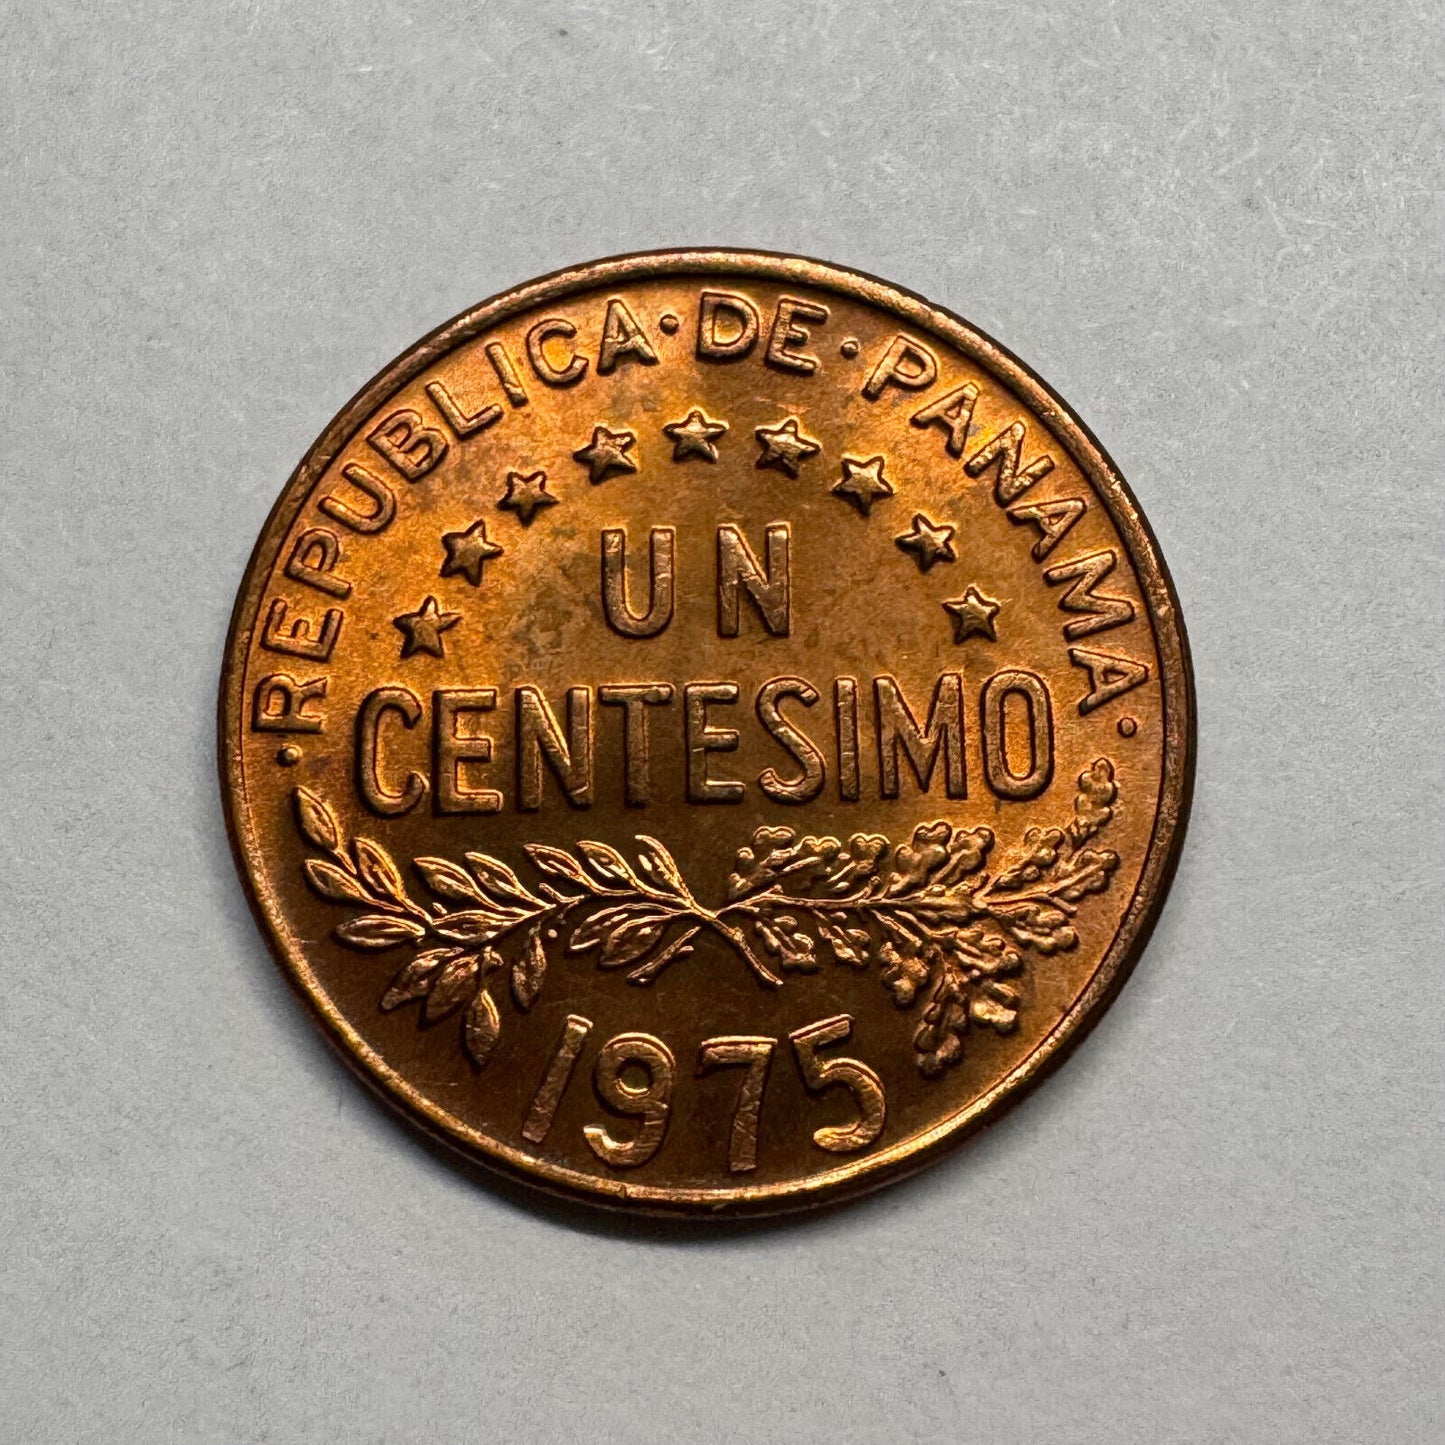 ·REPUBLICA·DE·PANAMA·
UN
CENTESIMO
1975